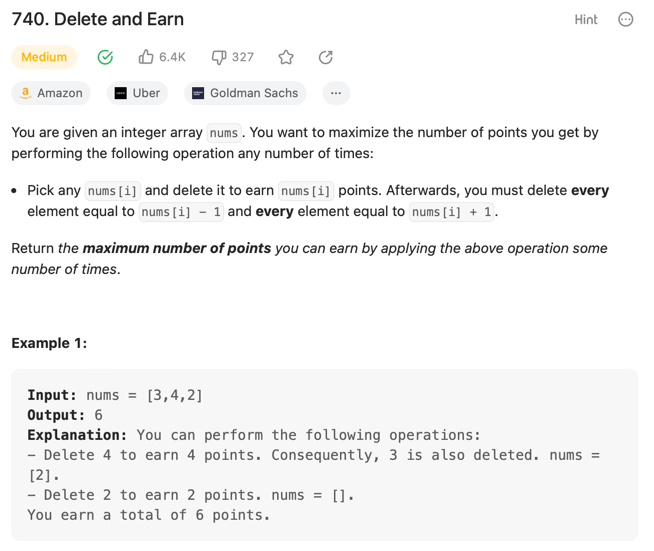 740. Delete and Earn
Hint
Medium
6.4K
327
Amazon
Uber
Goldman Sachs
...
You are given an integer array nums. You want to maximize the number of points you get by
performing the following operation any number of times:
• Pick any nums[i] and delete it to earn nums[i] points. Afterwards, you must delete every
element equal to nums[i] - 1 and every element equal to nums[i] + 1.
Return the maximum number of points you can earn by applying the above operation some
number of times.
Example 1:
Input: nums = [3,4,2]
Output: 6
Explanation: You can perform the following operations:
- Delete 4 to earn 4 points. Consequently, 3 is also deleted. nums =
[2].
- Delete 2 to earn 2 points. nums = [].
You earn a total of 6 points.